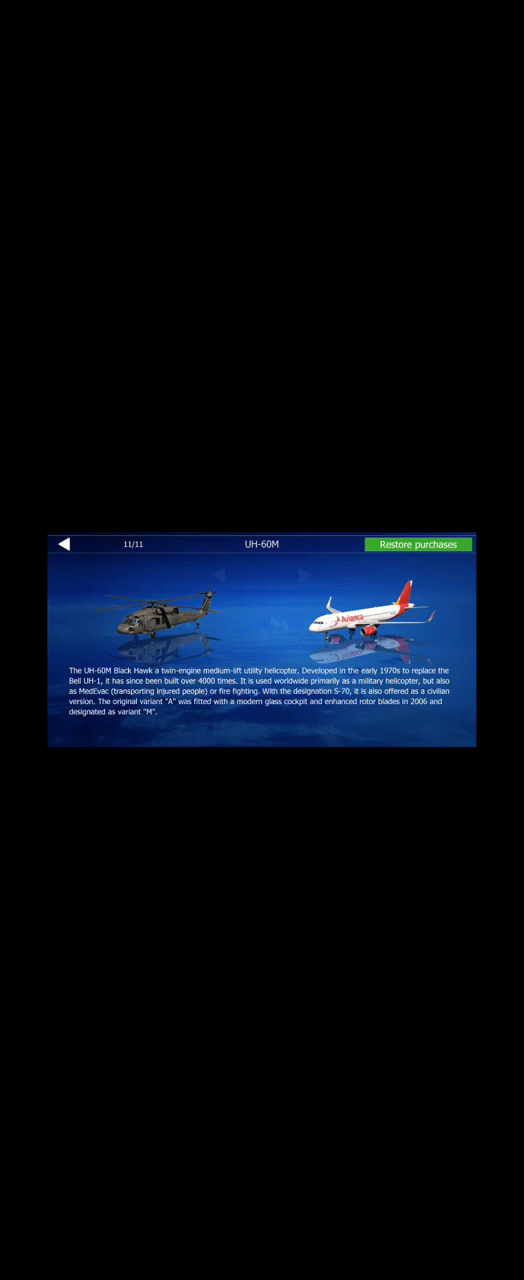 11/11
UH-60M
Restore purchases
Avianca
The UH-60M Black Hawk a twin-engine medium-lift utility helicopter. Developed in the early 1970s to replace the
Bell UH-1, it has since been built over 4000 times. It is used worldwide primarily as a military helicopter, but also
as MedEvac (transporting injured people) or fire fighting. With the designation S-70, it is also offered as a civilian
version. The original variant "A" was fitted with a modern glass cockpit and enhanced rotor blades in 2006 and
designated as variant "M".